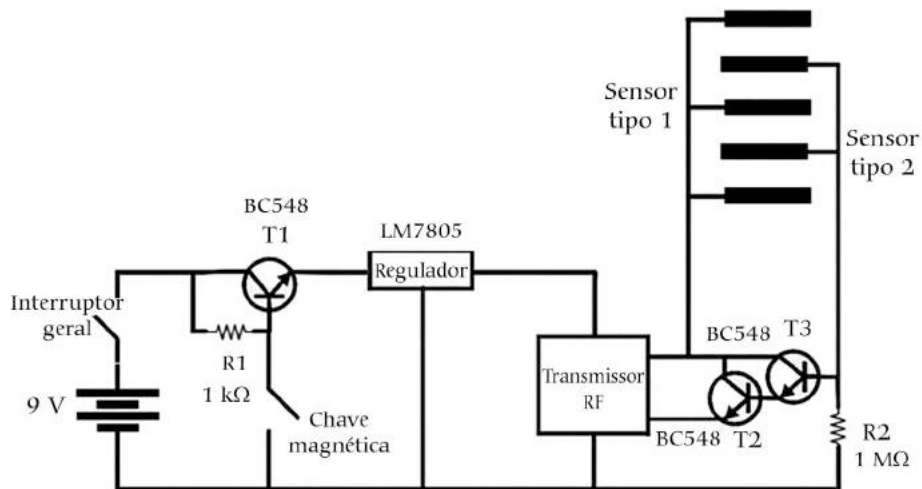 Sensor
tipo 1
Sensor
tipo 2
BC548
T1
LM7805
Regulador
Interruptor
geral
R1
1 kΩ
9 V
Chave
magnética
Transmissor
RF
BC548
T3
BC548
T2
R2
1 MΩ